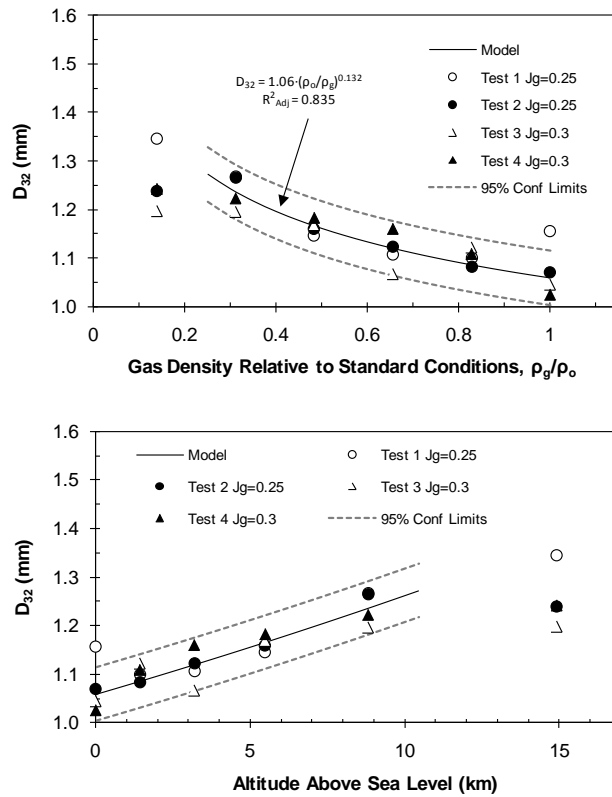 1.6
1.5
1.4
1.3
1.2
1.1
1.0
D32 (mm)
D32 = 1.06·(ρo/ρg)^0.132
R²Adj = 0.835
Model
Test 1 Jg=0.25
Test 2 Jg=0.25
Test 3 Jg=0.3
Test 4 Jg=0.3
95% Conf Limits
0 0.2 0.4 0.6 0.8 1
Gas Density Relative to Standard Conditions, ρg/ρo
1.6
1.5
1.4
1.3
1.2
1.1
1.0
D32 (mm)
Model Test 1 Jg=0.25
Test 2 Jg=0.25 Test 3 Jg=0.3
Test 4 Jg=0.3 95% Conf Limits
0 5 10 15
Altitude Above Sea Level (km)